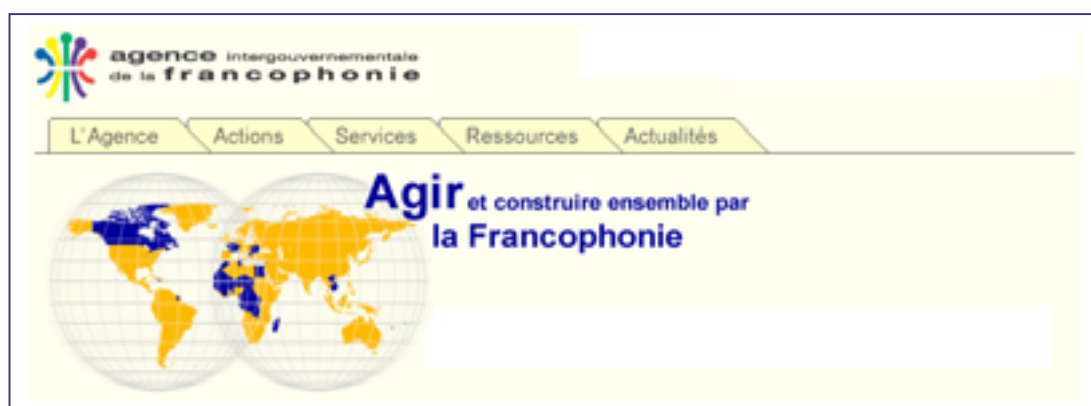 agence intergouvernementale
de la francophonie
L'Agence Actions Services Ressources Actualités
Agir et construire ensemble par
la Francophonie